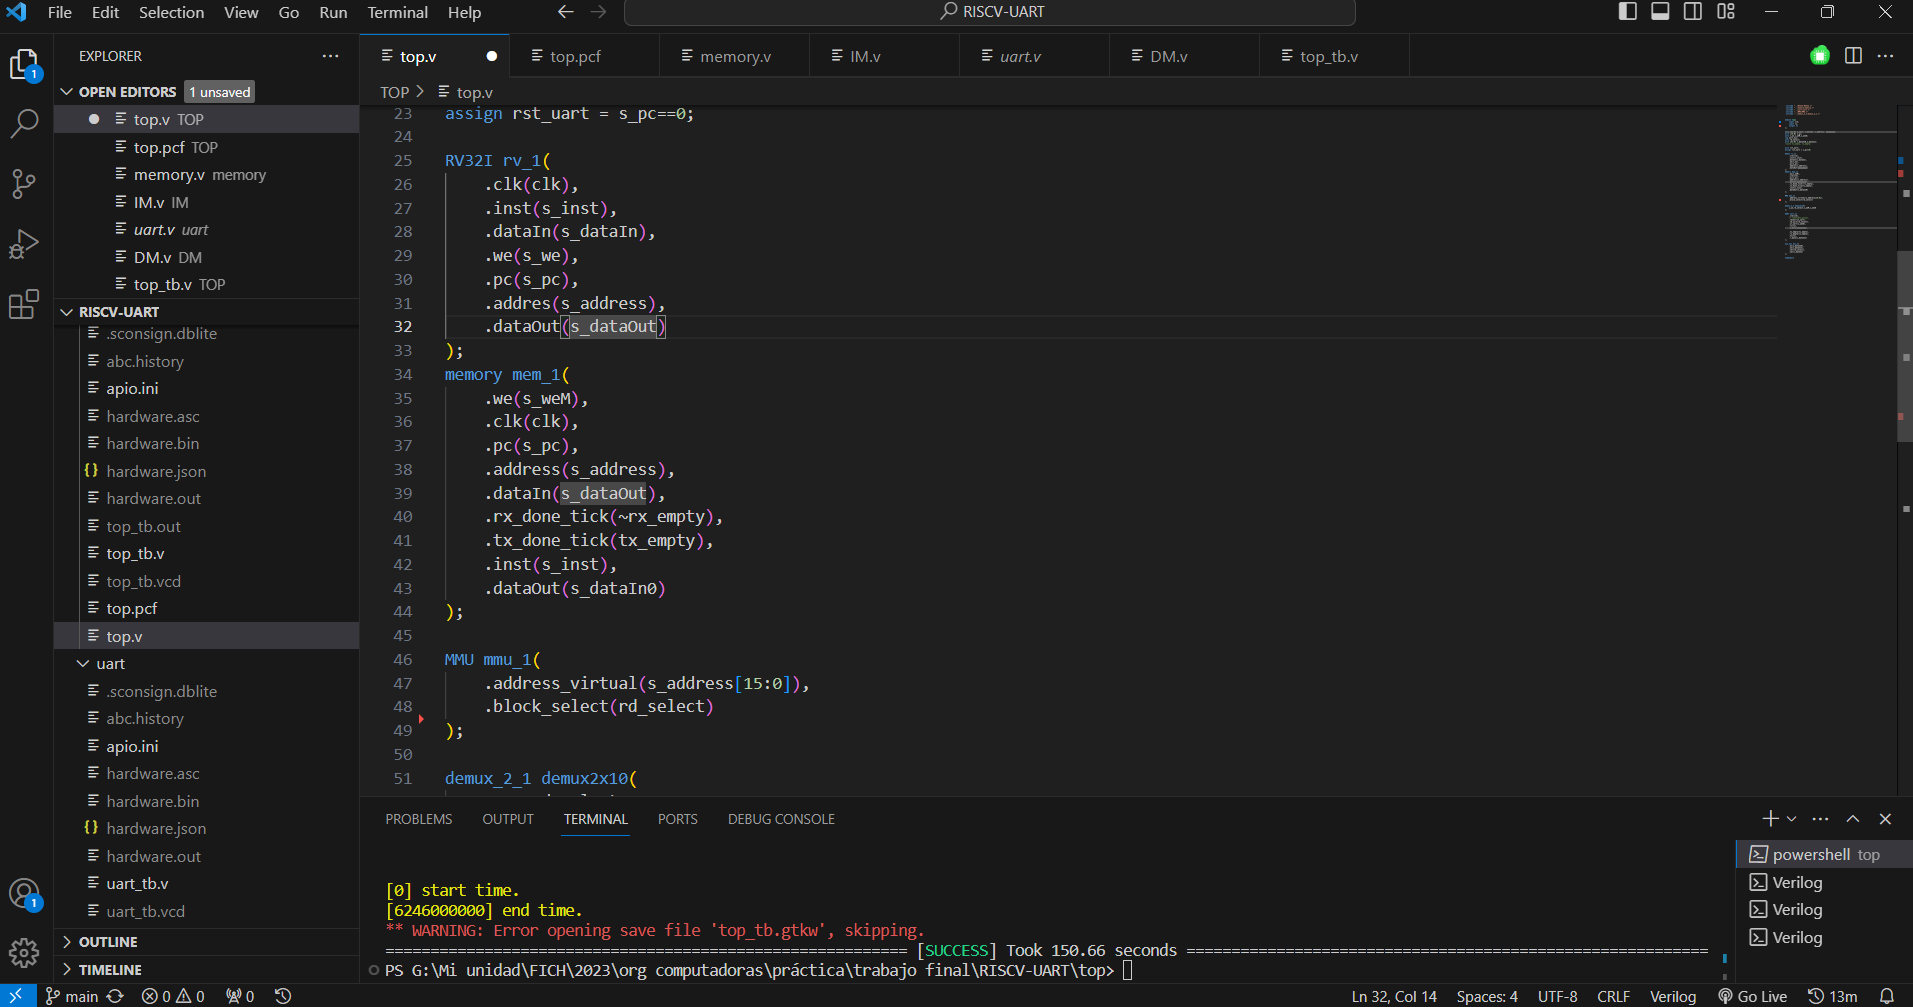 File Edit Selection View Go Run Terminal Help
RISCV-UART
EXPLORER
OPEN EDITORS 1 unsaved
top.v TOP
top.pcf TOP
memory.v memory
IM.v IM
uart.v uart
DM.v DM
top_tb.v TOP
RISCV-UART
.sconsign.dblite
abc.history
apio.ini
hardware.asc
hardware.bin
{} hardware.json
hardware.out
top_tb.out
top_tb.v
top_tb.vcd
top.pcf
top.v
uart
.sconsign.dblite
abc.history
apio.ini
hardware.asc
hardware.bin
{} hardware.json
hardware.out
uart_tb.v
uart_tb.vcd
OUTLINE
TIMELINE
1
1
top.v top.pcf memory.v IM.v uart.v DM.v top_tb.v
TOP > top.v
23 assign rst_uart = s_pc==0;
24
25 RV32I rv_1(
26 .clk(clk),
27 .inst(s_inst),
28 .dataIn(s_dataIn),
29 .we(s_we),
30 .pc(s_pc),
31 .addres(s_address),
32 .dataOut(s_dataOut)
33 );
34 memory mem_1(
35 .we(s_weM),
36 .clk(clk),
37 .pc(s_pc),
38 .address(s_address),
39 .dataIn(s_dataOut),
40 .rx_done_tick(~rx_empty),
41 .tx_done_tick(tx_empty),
42 .inst(s_inst),
43 .dataOut(s_dataIn0)
44 );
45
46 MMU mmu_1(
47 .address_virtual(s_address[15:0]),
48 .block_select(rd_select)
49 );
50
51 demux_2_1 demux2x10(
PROBLEMS OUTPUT TERMINAL PORTS DEBUG CONSOLE
[0] start time.
[6246000000] end time.
** WARNING: Error opening save file 'top_tb.gtkw', skipping.
========================================================== [SUCCESS] Took 150.66 seconds ==========================================================
PS G:\Mi unidad\FICH\2023\org computadoras\práctica\trabajo final\RISCV-UART\top>
powershell top
Verilog
Verilog
Verilog
main 0 0 0 Ln 32, Col 14 Spaces: 4 UTF-8 CRLF Verilog Go Live 13m